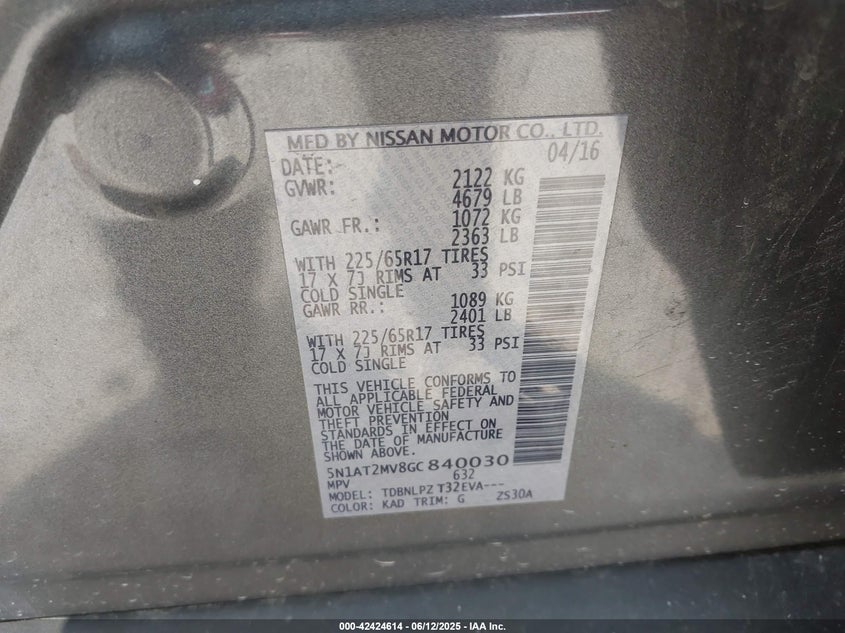 MFD BY NISSAN MOTOR CO., LTD.
DATE: 04/16
GVWR: 2122 KG
4679 LB
GAWR FR.: 1072 KG
2363 LB
WITH 225/65R17 TIRES
17 X 7J RIMS AT 33 PSI
COLD SINGLE
GAWR RR.: 1089 KG
2401 LB
WITH 225/65R17 TIRES
17 X 7J RIMS AT 33 PSI
COLD SINGLE
THIS VEHICLE CONFORMS TO
ALL APPLICABLE FEDERAL
MOTOR VEHICLE SAFETY AND
THEFT PREVENTION
STANDARDS IN EFFECT ON
THE DATE OF MANUFACTURE
SHOWN ABOVE.
5N1AT2MV8GC840030
MPV 632
MODEL: TDBNLPZ T32EVA---
COLOR: KAD TRIM: G ZS30A
000-42424614 - 06/12/2025 - IAA Inc.